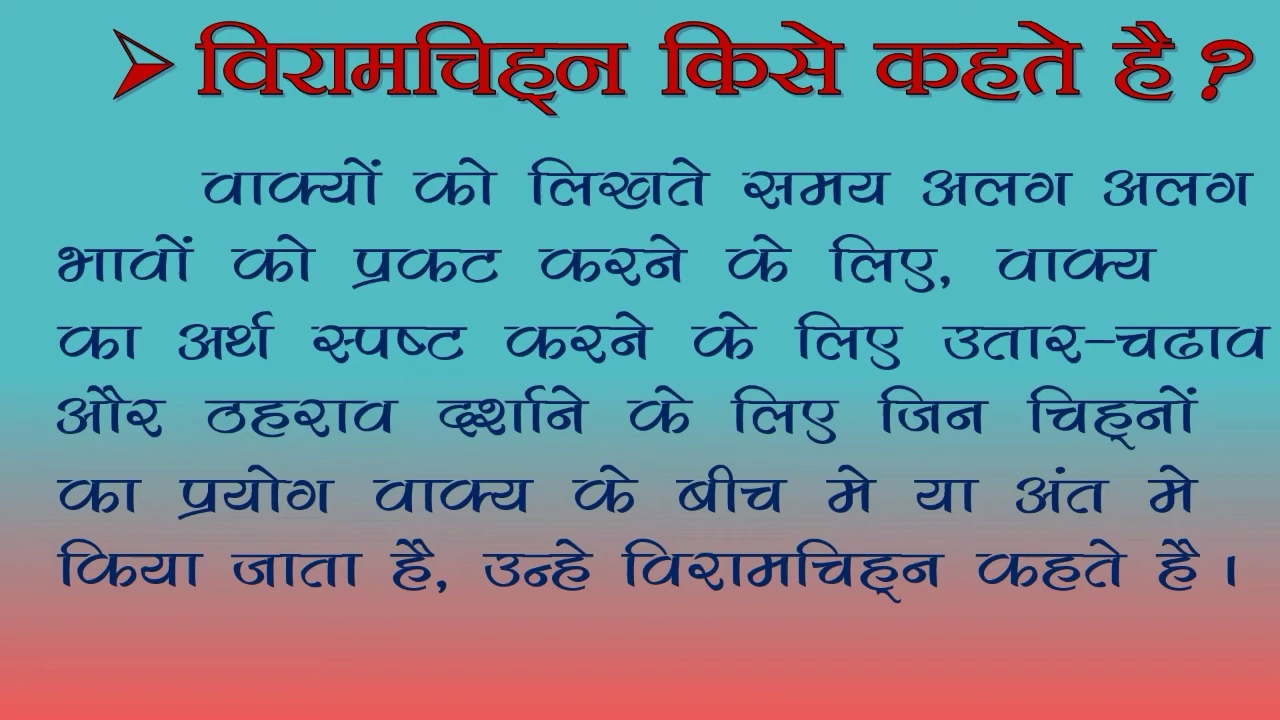 विरामचिह्न किसे कहते है ?
वाक्यों को लिखते समय अलग अलग
भावों को प्रकट करने के लिए, वाक्य
का अर्थ स्पष्ट करने के लिए उतार-चढाव
और ठहराव दर्शाने के लिए जिन चिह्नों
का प्रयोग वाक्य के बीच मे या अंत मे
किया जाता है, उन्हे विरामचिह्न कहते है ।